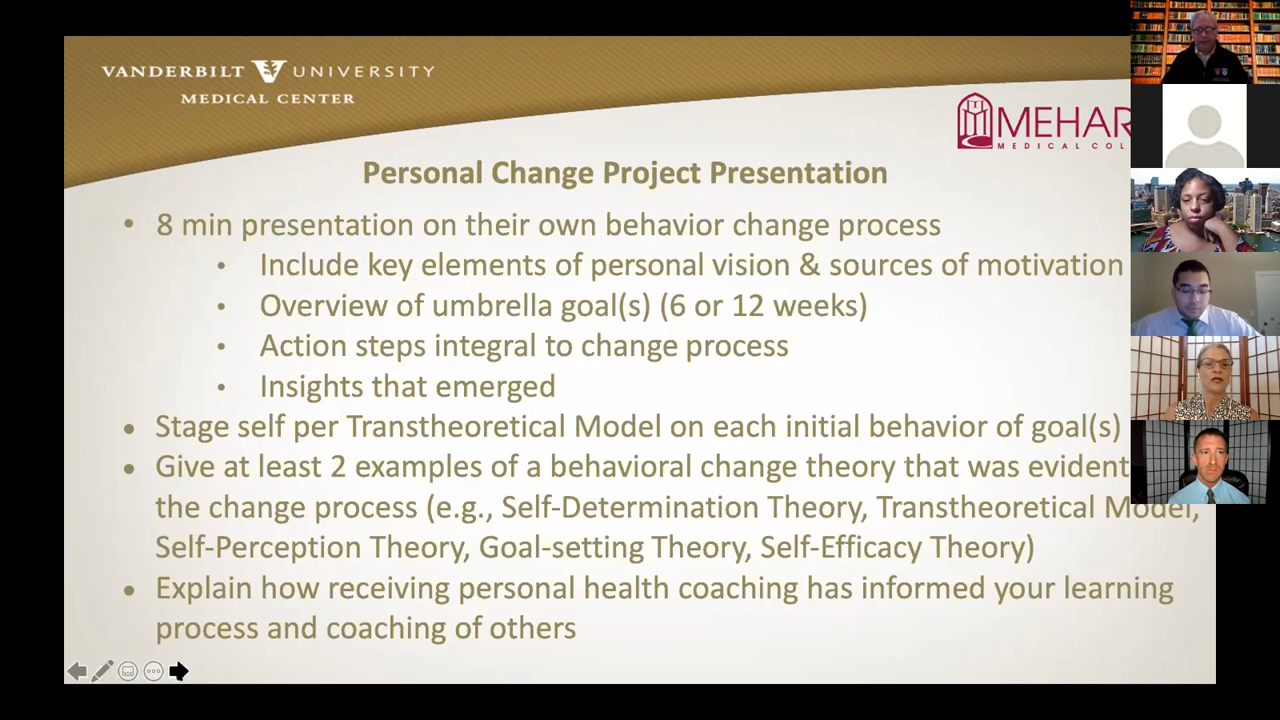 VANDERBILT UNIVERSITY
MEDICAL CENTER
MEHAR
MEDICAL COL
Personal Change Project Presentation
• 8 min presentation on their own behavior change process
• Include key elements of personal vision & sources of motivation
• Overview of umbrella goal(s) (6 or 12 weeks)
• Action steps integral to change process
• Insights that emerged
• Stage self per Transtheoretical Model on each initial behavior of goal(s)
• Give at least 2 examples of a behavioral change theory that was evident
the change process (e.g., Self-Determination Theory, Transtheoretical Model,
Self-Perception Theory, Goal-setting Theory, Self-Efficacy Theory)
• Explain how receiving personal health coaching has informed your learning
process and coaching of others